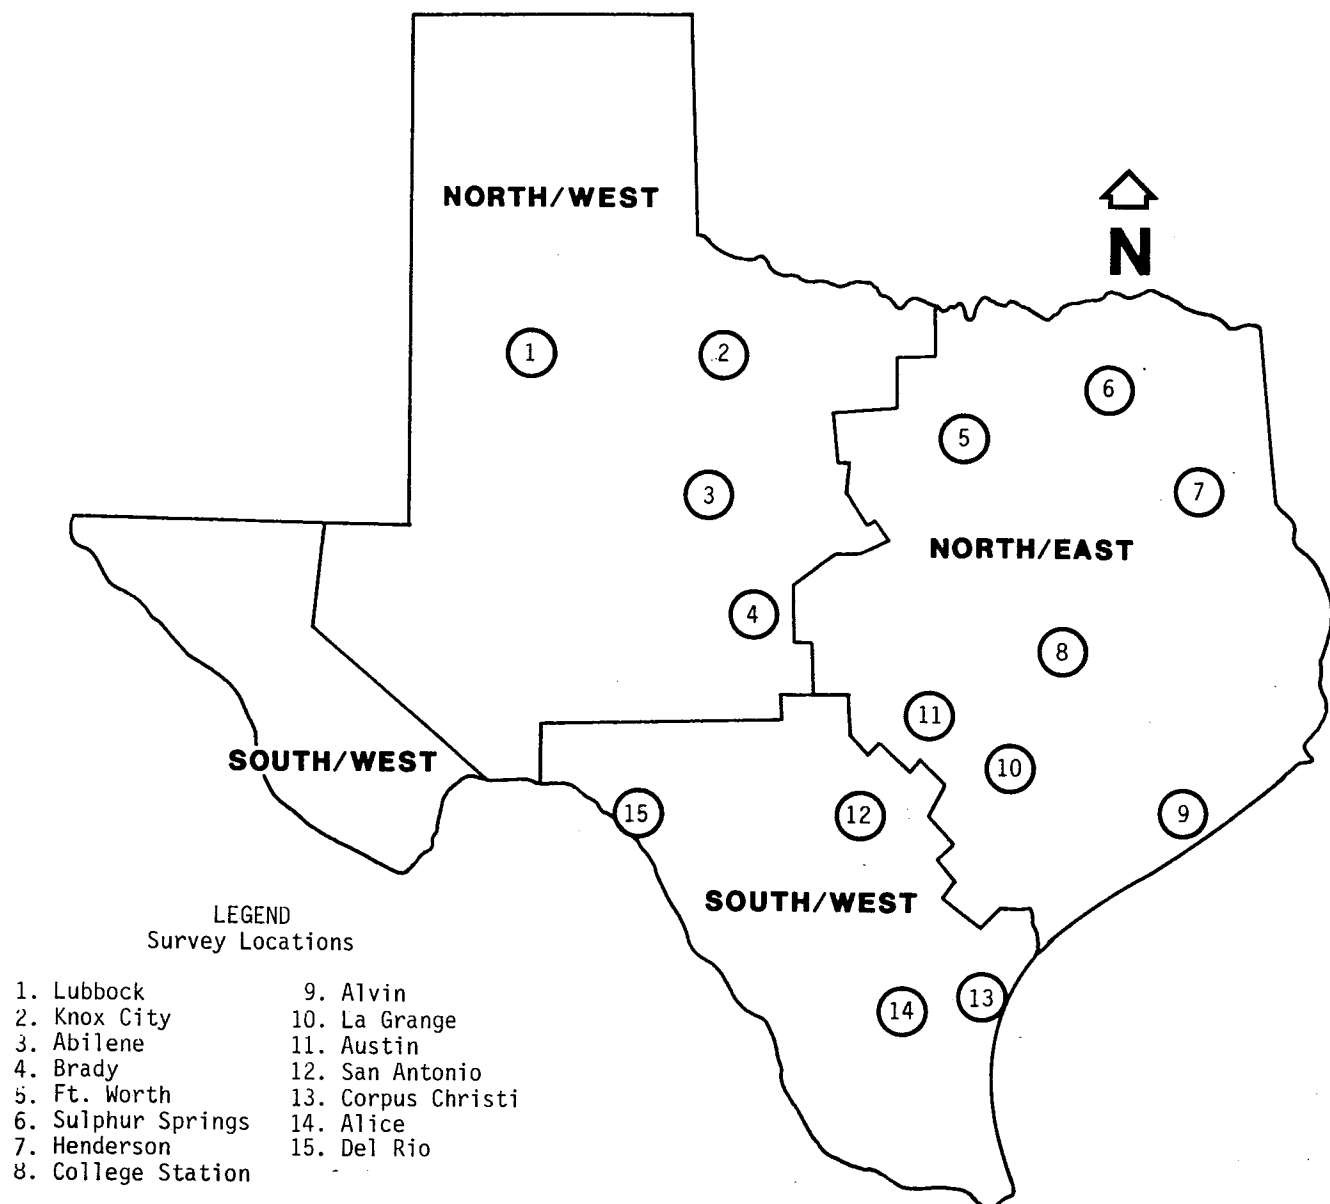 NORTH/WEST
N
1
2
6
5
3
7
NORTH/EAST
4
8
11
SOUTH/WEST
10
15
12
9
SOUTH/WEST
13
14
LEGEND
Survey Locations
1. Lubbock
2. Knox City
3. Abilene
4. Brady
5. Ft. Worth
6. Sulphur Springs
7. Henderson
8. College Station
9. Alvin
10. La Grange
11. Austin
12. San Antonio
13. Corpus Christi
14. Alice
15. Del Rio